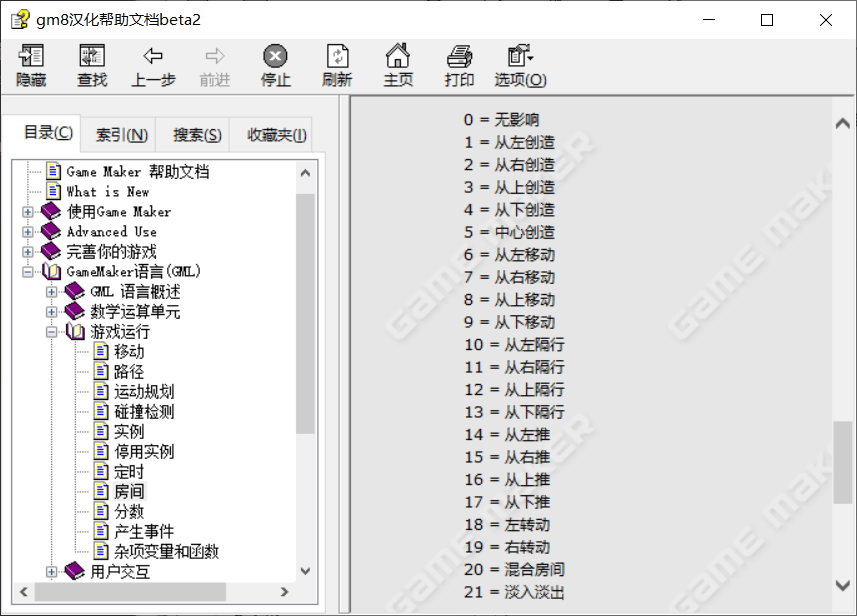 gm8汉化帮助文档beta2
隐藏 查找 上一步 前进 停止 刷新 主页 打印 选项(O)
目录(C) 索引(N) 搜索(S) 收藏夹(I)
Game Maker 帮助文档
What is New
使用Game Maker
Advanced Use
完善你的游戏
GameMaker语言(GML)
GML 语言概述
数学运算单元
游戏运行
移动
路径
运动规划
碰撞检测
实例
停用实例
定时
房间
分数
产生事件
杂项变量和函数
用户交互
0 = 无影响
1 = 从左创造
2 = 从右创造
3 = 从上创造
4 = 从下创造
5 = 中心创造
6 = 从左移动
7 = 从右移动
8 = 从上移动
9 = 从下移动
10 = 从左隔行
11 = 从右隔行
12 = 从上隔行
13 = 从下隔行
14 = 从左推
15 = 从右推
16 = 从上推
17 = 从下推
18 = 左转动
19 = 右转动
20 = 混合房间
21 = 淡入淡出
GAME MAKER
GAME MAKE
GAME MAKER
GAME MAK